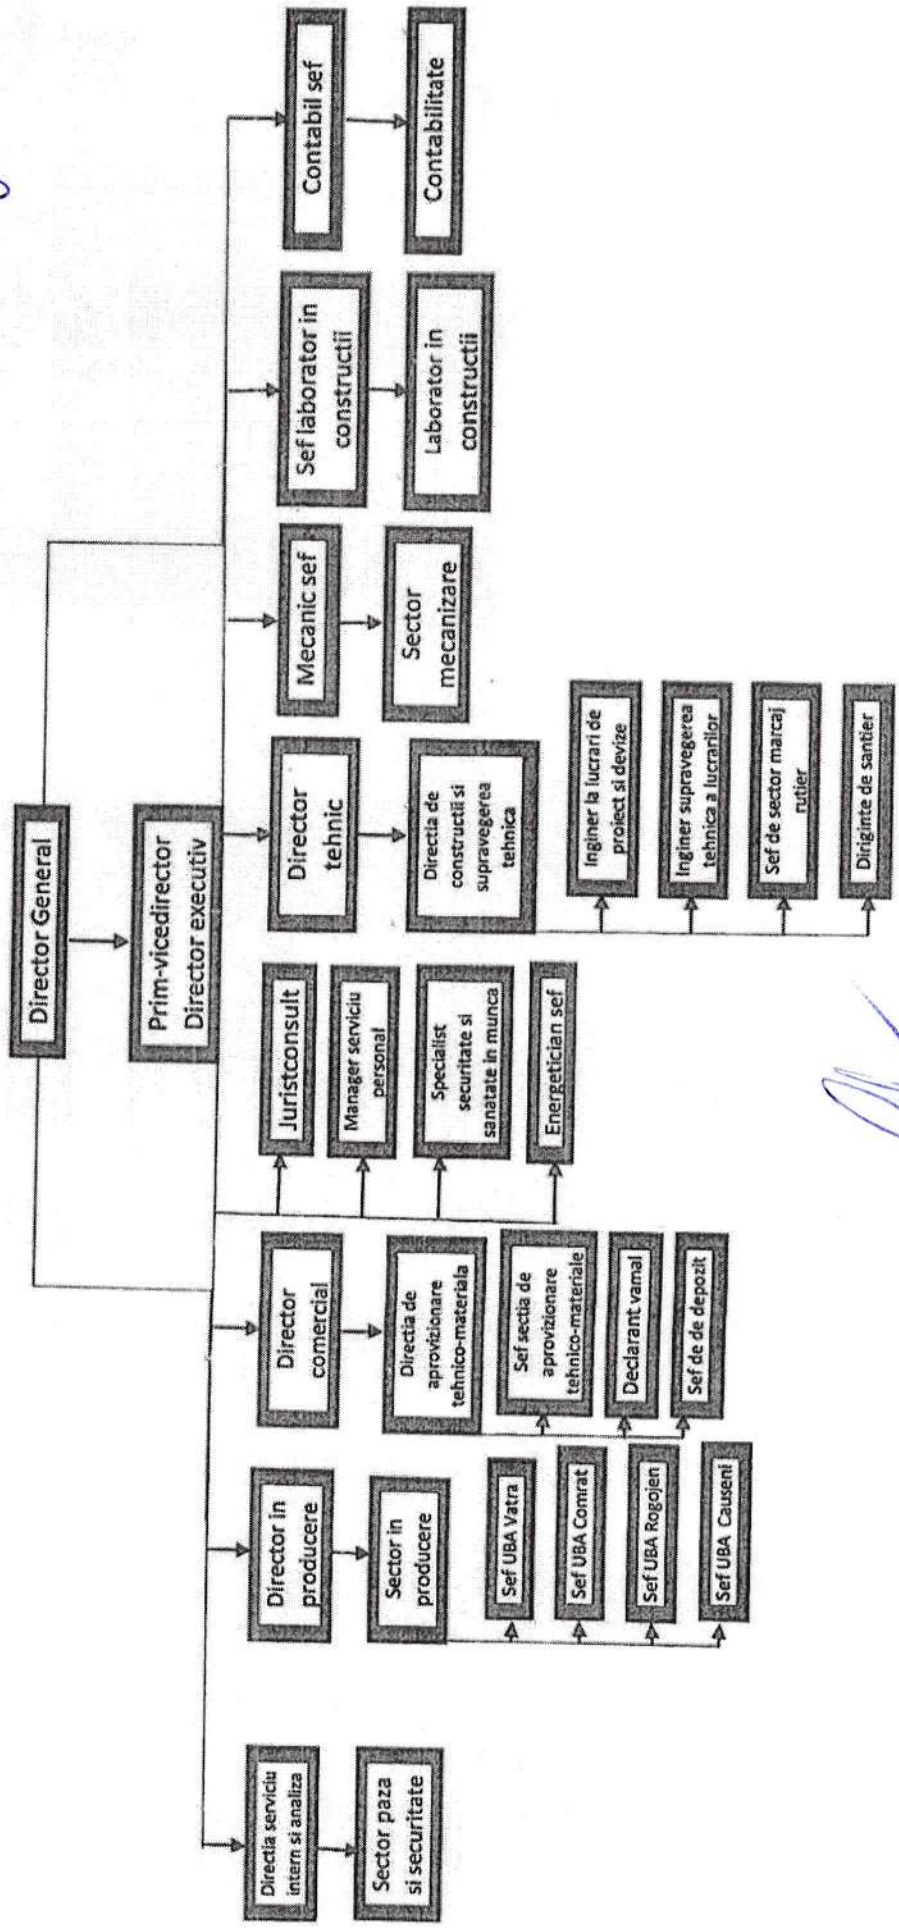 Director General
Prim-vicedirector
Director executiv
Directia serviciu
intern si analiza
Sector paza
si securitate
Director in
producere
Sector in
producere
Sef UBA Vatra
Sef UBA Comrat
Sef UBA Rogojen
Sef UBA Causeni
Director
comercial
Directia de
aprovizionare
tehnico-materiala
Sef sectia de
aprovizionare
tehnico-materiale
Declarant vamal
Sef de de depozit
Juristconsult
Manager serviciu
personal
Specialist
securitate si
sanatate in munca
Energetician sef
Director
tehnic
Directia de
constructii si
supravegerea
tehnica
Inginer la lucrari de
proiect si devize
Inginer supravegerea
tehnica a lucrarilor
Sef de sector marcaj
rutier
Diriginte de santier
Mecanic sef
Sector
mecanizare
Sef laborator in
constructii
Laborator in
constructii
Contabil sef
Contabilitate